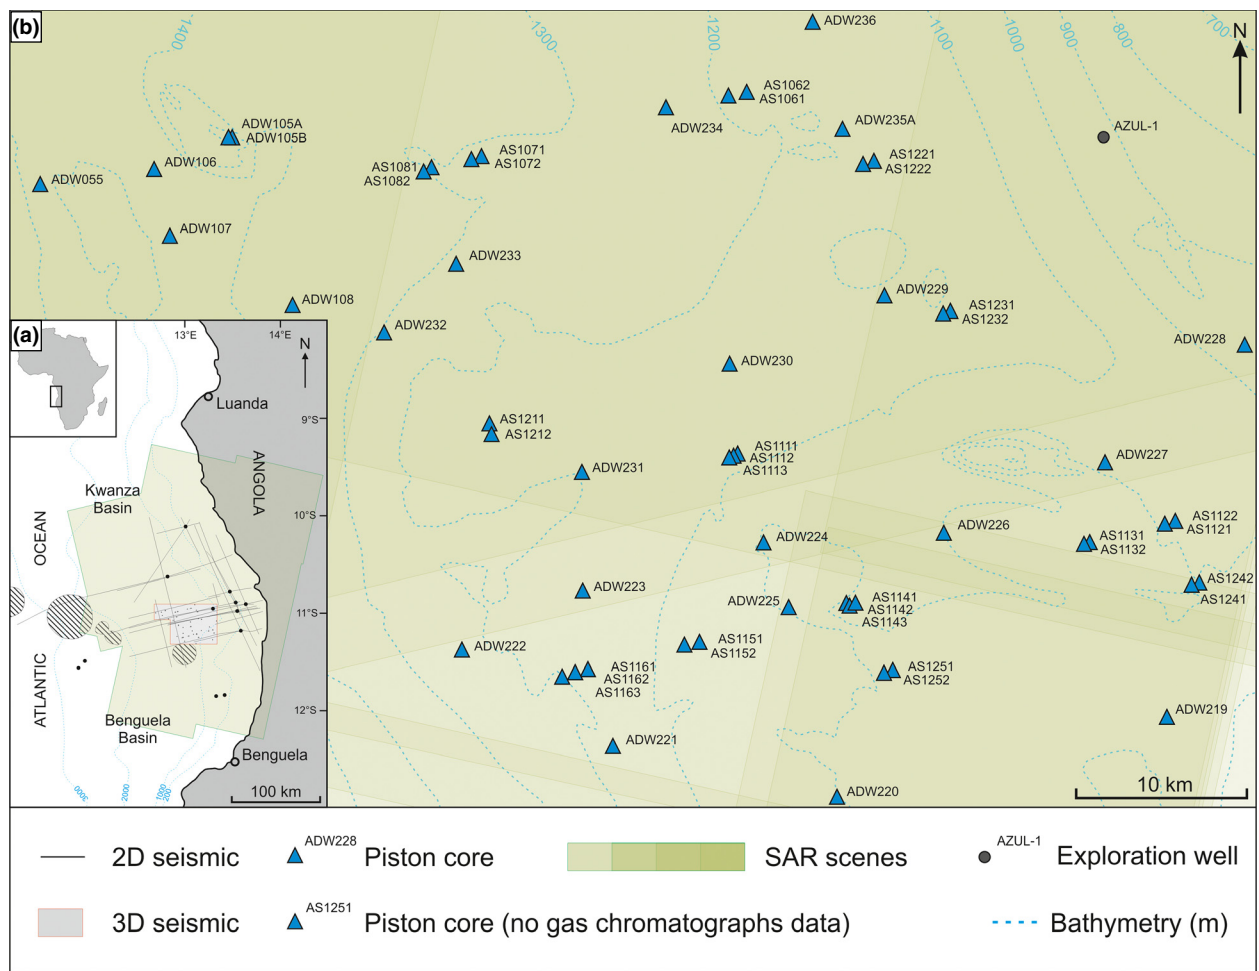 (b)
1400
1300
1200
1100
1000
900
800
700
N
ADW236
AS1062
AS1061
ADW234
ADW235A
AZUL-1
ADW105A
ADW105B
AS1071
AS1072
AS1221
AS1222
ADW106
AS1081
AS1082
ADW055
ADW107
ADW233
ADW229
ADW108
AS1231
AS1232
ADW232
ADW228
ADW230
AS1211
AS1212
AS1111
AS1112
AS1113
ADW231
ADW227
AS1122
AS1121
ADW226
ADW224
AS1131
AS1132
AS1242
AS1241
ADW223
ADW225
AS1141
AS1142
AS1143
ADW222
AS1151
AS1152
AS1161
AS1162
AS1163
AS1251
AS1252
ADW219
ADW221
ADW220
10 km
(a)
13°E
14°E
N
Luanda
9°S
ANGOLA
Kwanza
Basin
10°S
OCEAN
11°S
ATLANTIC
12°S
Benguela
Basin
Benguela
3000
2000
1000
200
100 km
2D seismic
ADW228
Piston core
SAR scenes
AZUL-1
Exploration well
3D seismic
AS1251
Piston core (no gas chromatographs data)
Bathymetry (m)